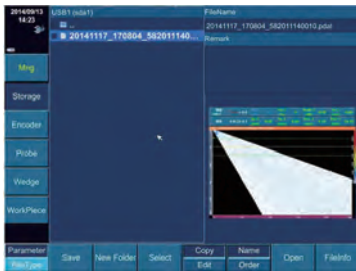 2014/09/13
14:23
USB1 (sda1)
..
20141117_170804_582011140...
FileName
20141117_170804_5820111140010.pdat
Remark
Mng
Storage
Encoder
Probe
Wedge
WorkPiece
Parameter
FileType
Save
New Folder
Select
Copy
Edit
Name
Order
Open
FileInfo